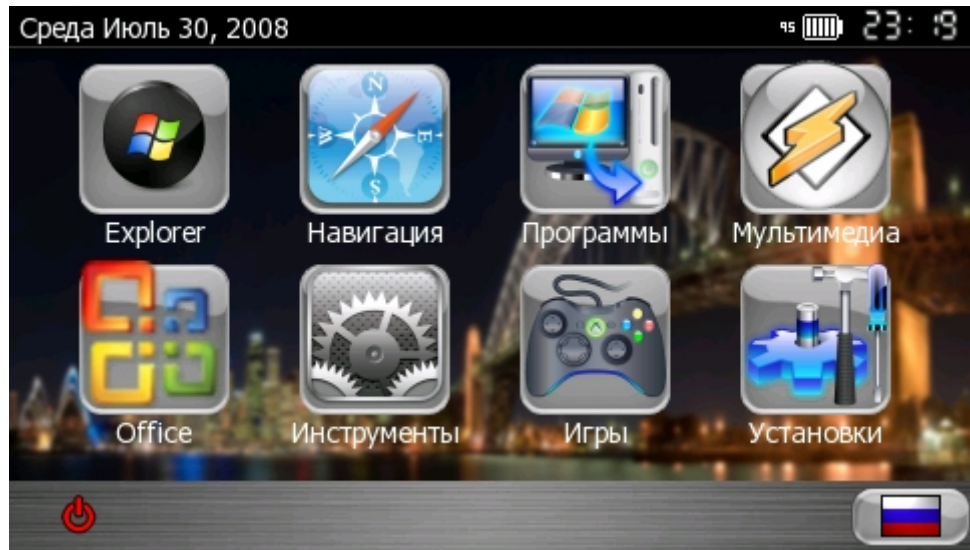 Среда Июль 30, 2008
95
23:19
Explorer
Навигация
Программы
Мультимедиа
Office
Инструменты
Игры
Установки